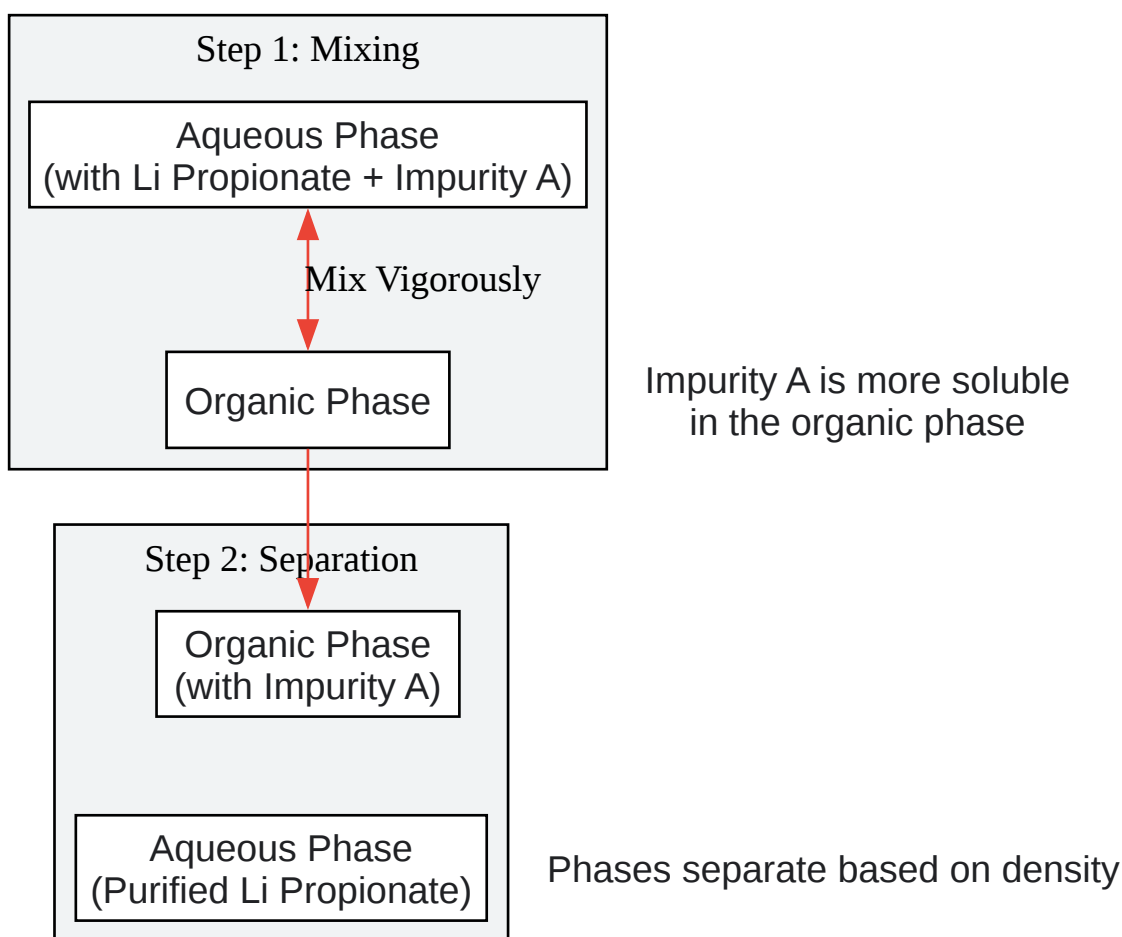 Step 1: Mixing
Aqueous Phase
(with Li Propionate + Impurity A)
Mix Vigorously
Organic Phase
Impurity A is more soluble
in the organic phase
Step 2: Separation
Organic Phase
(with Impurity A)
Aqueous Phase
(Purified Li Propionate)
Phases separate based on density